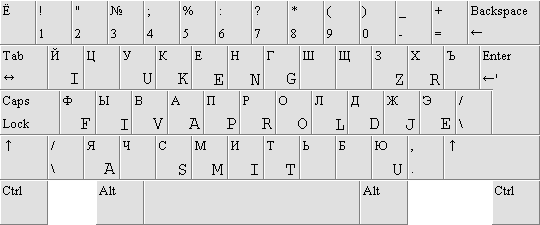 Ё ! " № ; % : ? * ( ) _ + Backspace
1 2 3 4 5 6 7 8 9 0 - = ←
Tab Й Ц У К Е Н Г Ш Щ З Х Ъ Enter
↔ I U K E N G Z R ←'
Caps Ф Ы В А П Р О Л Д Ж Э /
Lock F I V A P R O L D J E \
↑ / Я Ч С М И Т Ь Б Ю , ↑
\ A S M I T U .
Ctrl Alt Alt Ctrl